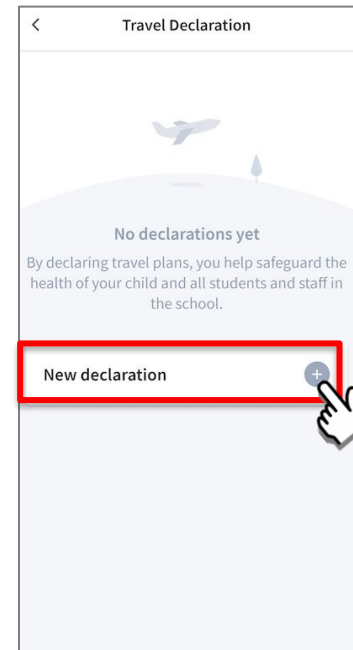 Travel Declaration
No declarations yet
By declaring travel plans, you help safeguard the
health of your child and all students and staff in
the school.
New declaration